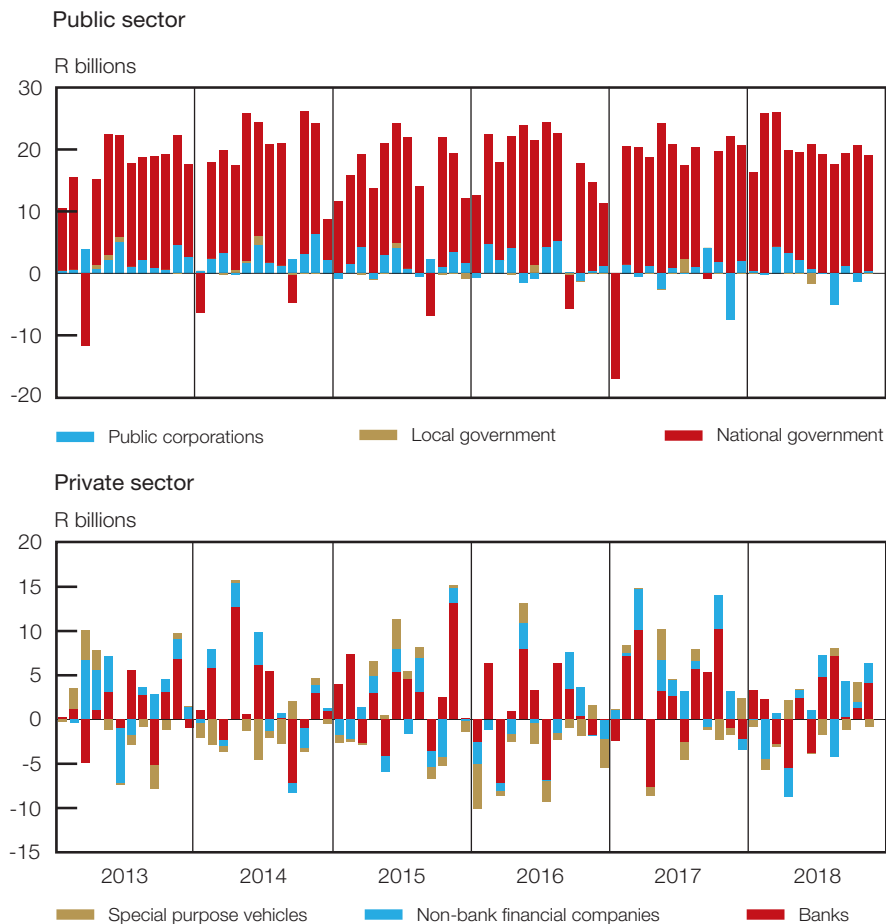 Public sector
R billions
30
20
10
0
-10
-20
Public corporations Local government National government
Private sector
R billions
20
15
10
5
0
-5
-10
-15
2013 2014 2015 2016 2017 2018
Special purpose vehicles Non-bank financial companies Banks